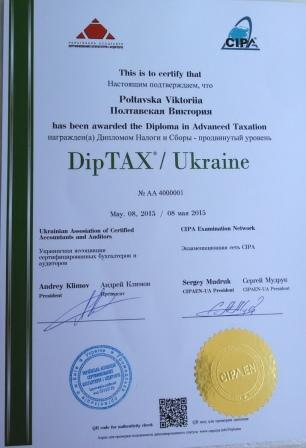 CIPA
EN
This is to certify that
Настоящим подтверждаем, что
Poltavska Viktoriia
Полтавская Виктория
has been awarded the Diploma in Advanced Taxation
награжден(а) Дипломом Налоги и Сборы - продвинутый уровень
DipTAX® / Ukraine
№ АА 4000001
May. 08, 2015 / 08 мая 2015
Ukrainian Association of Certified
Accountants and Auditors
Украинская ассоциация
сертифицированных бухгалтеров и
аудиторов
CIPA Examination Network
Экзаменационная сеть CIPA
Andrey Klimov Андрей Климов
President Президент
Sergey Mudruk Сергей Мудрук
CIPAEN-UA President CIPAEN-UA President
CIPA EN
QR code for authenticity check
QR код для проверки диплома